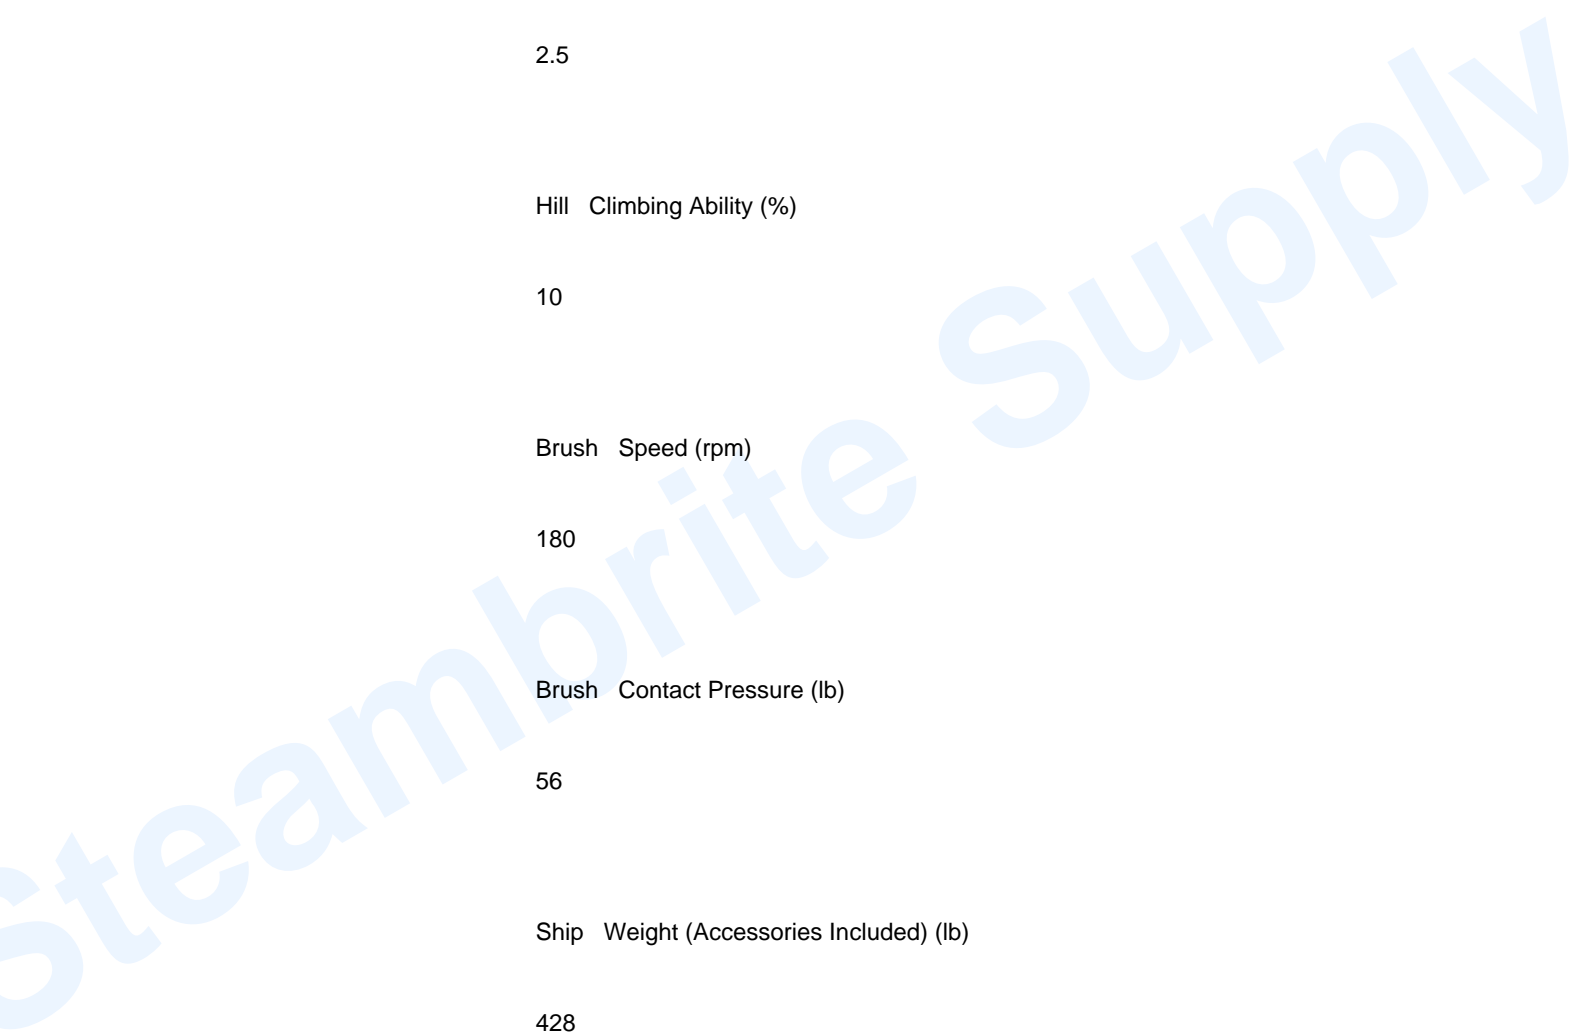 2.5
Hill   Climbing Ability (%)
10
Brush   Speed (rpm)
180
Brush   Contact Pressure (lb)
56
Ship   Weight (Accessories Included) (lb)
428
Steambrite Supply